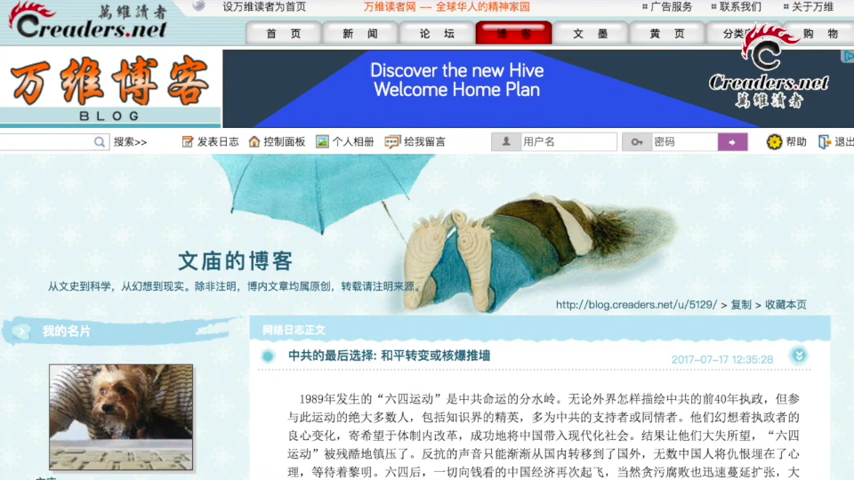 萬維讀者
Creaders.net
设万维读者为首页
万维读者网 —— 全球华人的精神家园
广告服务
联系我们
关于万维
首 页
新 闻
论 坛
博 客
文 墨
黄 页
分类
购 物
Creaders.net
萬維讀者
万维博客
BLOG
Discover the new Hive
Welcome Home Plan
搜索>>
发表日志
控制面板
个人相册
给我留言
用户名
密码
帮助
退出
文庙的博客
从文史到科学，从幻想到现实。除非注明，博内文章均属原创，转载请注明来源。
http://blog.creaders.net/u/5129/ > 复制 > 收藏本页
我的名片
网络日志正文
中共的最后选择: 和平转变或核爆推墙
2017-07-17 12:35:28
1989年发生的“六四运动”是中共命运的分水岭。无论外界怎样描绘中共的前40年执政，但参
与此运动的绝大多数人，包括知识界的精英，多为中共的支持者或同情者。他们幻想着执政者的
良心变化，寄希望于体制内改革，成功地将中国带入现代化社会。结果让他们大失所望，“六四
运动”被残酷地镇压了。反抗的声音只能渐渐从国内转移到了国外，无数中国人将仇恨埋在了心
理，等待着黎明。六四后，一切向钱看的中国经济再次起飞，当然贪污腐败也迅速蔓延扩张，大